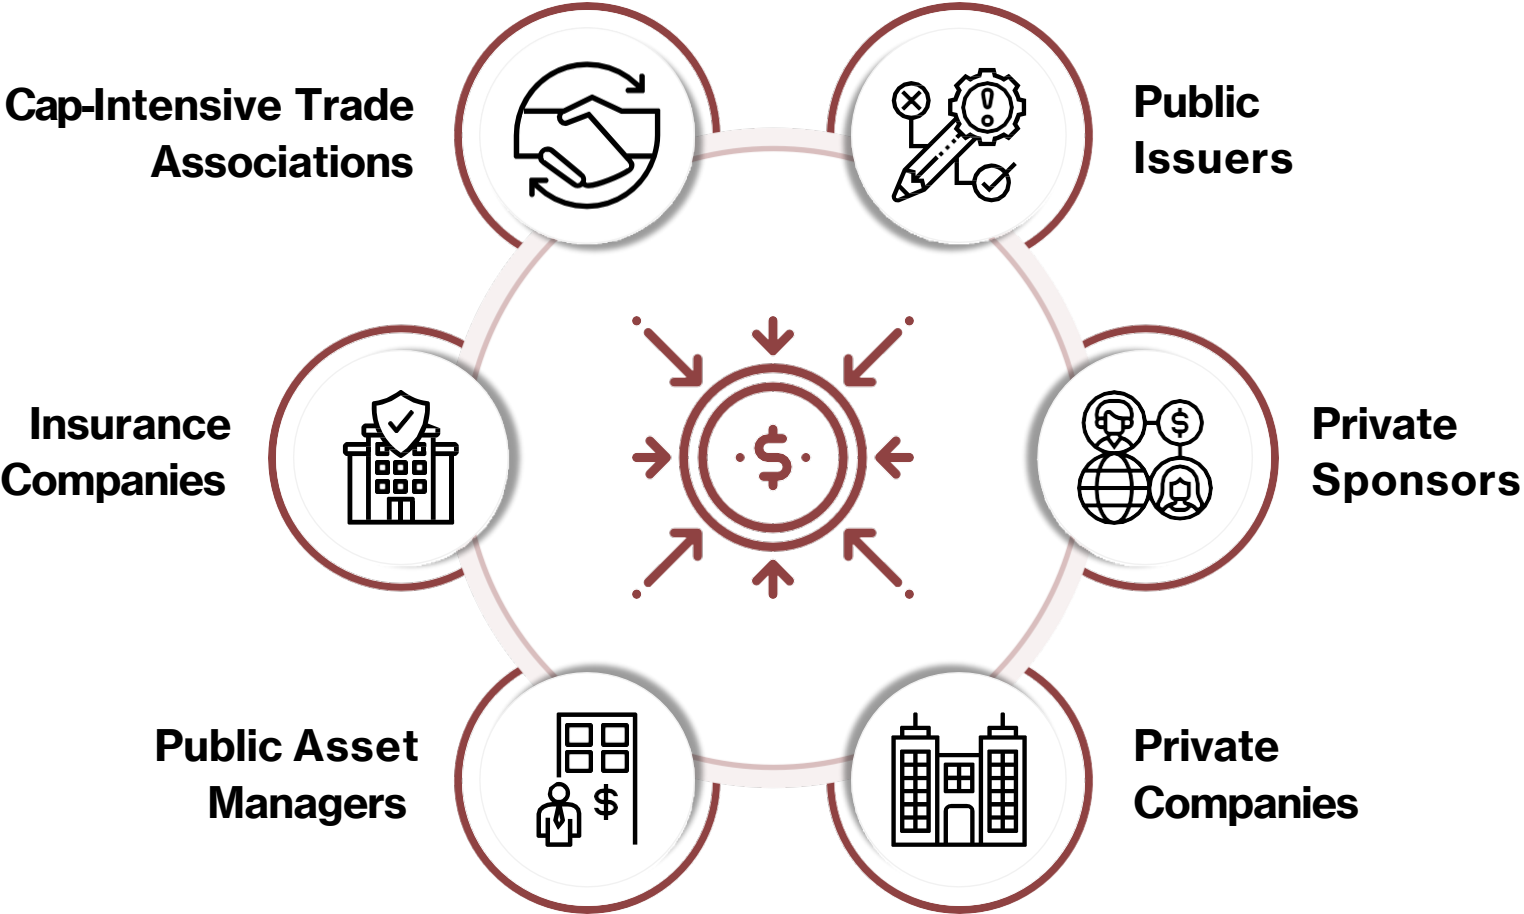 Cap-Intensive Trade
Associations
Public
Issuers
Insurance
Companies
Private
Sponsors
Public Asset
Managers
Private
Companies